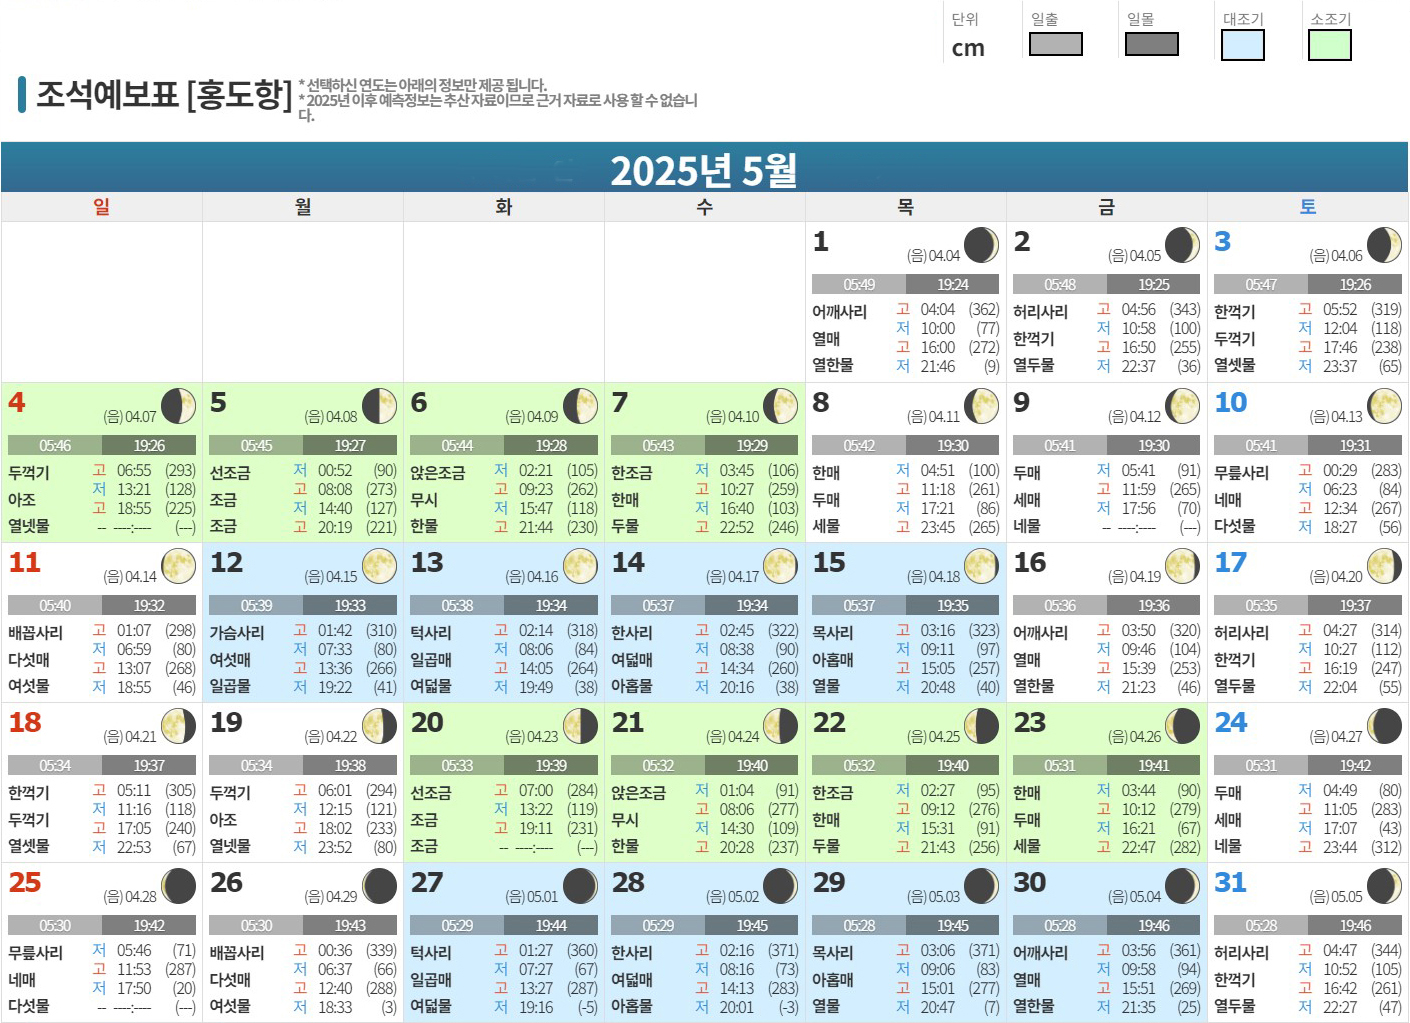 단위 일출 일몰 대조기 소조기
cm
조석예보표 [홍도항]
* 선택하신 연도는 아래의 정보만 제공 됩니다.
* 2025년 이후 예측정보는 추산 자료이므로 근거 자료로 사용 할 수 없습니
다.
2025년 5월
일 월 화 수 목 금 토
1 (음) 04.04
05:49 19:24
어깨사리
열매
열한물
고 04:04 (362)
저 10:00 (77)
고 16:00 (272)
저 21:46 (9)
2 (음) 04.05
05:48 19:25
허리사리
한꺽기
열두물
고 04:56 (343)
저 10:58 (100)
고 16:50 (255)
저 22:37 (36)
3 (음) 04.06
05:47 19:26
한꺽기
두꺽기
열셋물
고 05:52 (319)
저 12:04 (118)
고 17:46 (238)
저 23:37 (65)
4 (음) 04.07
05:46 19:26
두꺽기
아조
열넷물
고 06:55 (293)
저 13:21 (128)
고 18:55 (225)
-- ----:---- (---)
5 (음) 04.08
05:45 19:27
선조금
조금
조금
저 00:52 (90)
고 08:08 (273)
저 14:40 (127)
고 20:19 (221)
6 (음) 04.09
05:44 19:28
앉은조금
무시
한물
저 02:21 (105)
고 09:23 (262)
저 15:47 (118)
고 21:44 (230)
7 (음) 04.10
05:43 19:29
한조금
한매
두물
저 03:45 (106)
고 10:27 (259)
저 16:40 (103)
고 22:52 (246)
8 (음) 04.11
05:42 19:30
한매
두매
세물
저 04:51 (100)
고 11:18 (261)
저 17:21 (86)
고 23:45 (265)
9 (음) 04.12
05:41 19:30
두매
세매
네물
저 05:41 (91)
고 11:59 (265)
저 17:56 (70)
-- ----:---- (---)
10 (음) 04.13
05:41 19:31
무릎사리
네매
다섯물
고 00:29 (283)
저 06:23 (84)
고 12:34 (267)
저 18:27 (56)
11 (음) 04.14
05:40 19:32
배꼽사리
다섯매
여섯물
고 01:07 (298)
저 06:59 (80)
고 13:07 (268)
저 18:55 (46)
12 (음) 04.15
05:39 19:33
가슴사리
여섯매
일곱물
고 01:42 (310)
저 07:33 (80)
고 13:36 (266)
저 19:22 (41)
13 (음) 04.16
05:38 19:34
턱사리
일곱매
여덟물
고 02:14 (318)
저 08:06 (84)
고 14:05 (264)
저 19:49 (38)
14 (음) 04.17
05:37 19:34
한사리
여덟매
아홉물
고 02:45 (322)
저 08:38 (90)
고 14:34 (260)
저 20:16 (38)
15 (음) 04.18
05:37 19:35
목사리
아홉매
열물
고 03:16 (323)
저 09:11 (97)
고 15:05 (257)
저 20:48 (40)
16 (음) 04.19
05:36 19:36
어깨사리
열매
열한물
고 03:50 (320)
저 09:46 (104)
고 15:39 (253)
저 21:23 (46)
17 (음) 04.20
05:35 19:37
허리사리
한꺽기
열두물
고 04:27 (314)
저 10:27 (112)
고 16:19 (247)
저 22:04 (55)
18 (음) 04.21
05:34 19:37
한꺽기
두꺽기
열셋물
고 05:11 (305)
저 11:16 (118)
고 17:05 (240)
저 22:53 (67)
19 (음) 04.22
05:34 19:38
두꺽기
아조
열넷물
고 06:01 (294)
저 12:15 (121)
고 18:02 (233)
저 23:52 (80)
20 (음) 04.23
05:33 19:39
선조금
조금
조금
고 07:00 (284)
저 13:22 (119)
고 19:11 (231)
-- ----:---- (---)
21 (음) 04.24
05:32 19:40
앉은조금
무시
한물
저 01:04 (91)
고 08:06 (277)
저 14:30 (109)
고 20:28 (237)
22 (음) 04.25
05:32 19:40
한조금
한매
두물
저 02:27 (95)
고 09:12 (276)
저 15:31 (91)
고 21:43 (256)
23 (음) 04.26
05:31 19:41
한매
두매
세물
저 03:44 (90)
고 10:12 (279)
저 16:21 (67)
고 22:47 (282)
24 (음) 04.27
05:31 19:42
두매
세매
네물
저 04:49 (80)
고 11:05 (283)
저 17:07 (43)
고 23:44 (312)
25 (음) 04.28
05:30 19:42
무릎사리
네매
다섯물
저 05:46 (71)
고 11:53 (287)
저 17:50 (20)
-- ----:---- (---)
26 (음) 04.29
05:30 19:43
배꼽사리
다섯매
여섯물
고 00:36 (339)
저 06:37 (66)
고 12:40 (288)
저 18:33 (3)
27 (음) 05.01
05:29 19:44
턱사리
일곱매
여덟물
고 01:27 (360)
저 07:27 (67)
고 13:27 (287)
저 19:16 (-5)
28 (음) 05.02
05:29 19:45
한사리
여덟매
아홉물
고 02:16 (371)
저 08:16 (73)
고 14:13 (283)
저 20:01 (-3)
29 (음) 05.03
05:28 19:45
목사리
아홉매
열물
고 03:06 (371)
저 09:06 (83)
고 15:01 (277)
저 20:47 (7)
30 (음) 05.04
05:28 19:46
어깨사리
열매
열한물
고 03:56 (361)
저 09:58 (94)
고 15:51 (269)
저 21:35 (25)
31 (음) 05.05
05:28 19:46
허리사리
한꺽기
열두물
고 04:47 (344)
저 10:52 (105)
고 16:42 (261)
저 22:27 (47)